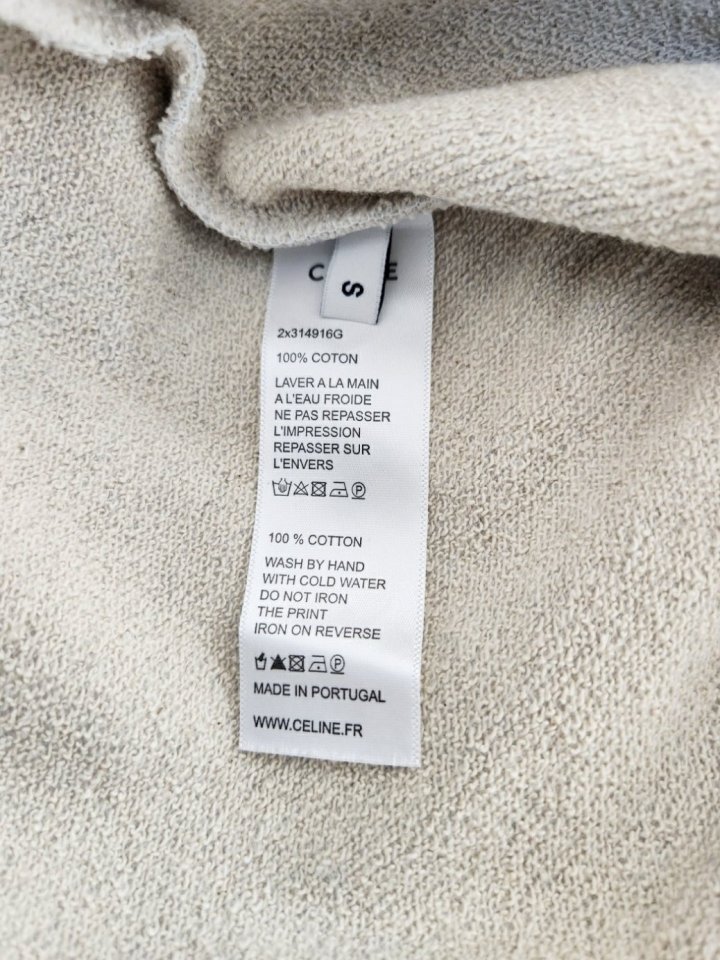 C E
S
2x314916G
100% COTON
LAVER A LA MAIN
A L'EAU FROIDE
NE PAS REPASSER
L'IMPRESSION
REPASSER SUR
L'ENVERS
P
100 % COTTON
WASH BY HAND
WITH COLD WATER
DO NOT IRON
THE PRINT
IRON ON REVERSE
P
MADE IN PORTUGAL
WWW.CELINE.FR